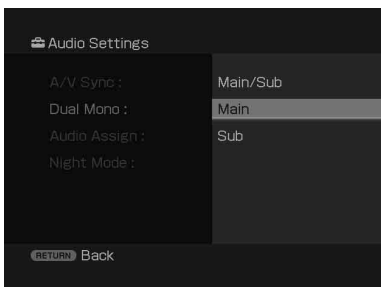 Audio Settings
A/V Sync : Main/Sub
Dual Mono : Main
Audio Assign : Sub
Night Mode :
RETURN Back